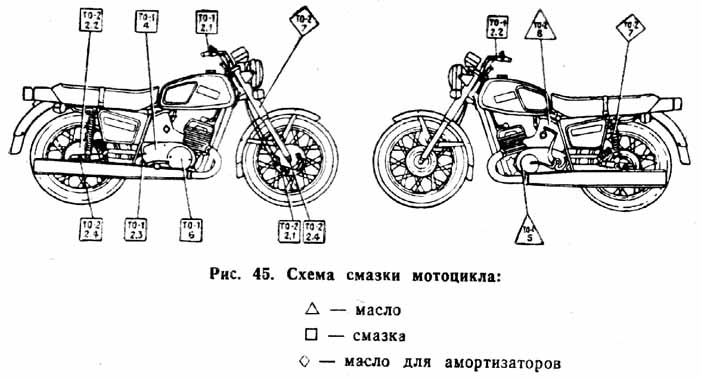 ТО-2 2.2
ТО-1 4
ТО-1 2.1
ТО-2 7
ТО-1 2.2
ТО-2 8
ТО-2 7
ТО-2 2.4
ТО-1 2.3
ТО-1 6
ТО-2 2.1
ТО-2 2.4
ТО-1 5
Рис. 45. Схема смазки мотоцикла:
△ — масло
□ — смазка
◇ — масло для амортизаторов